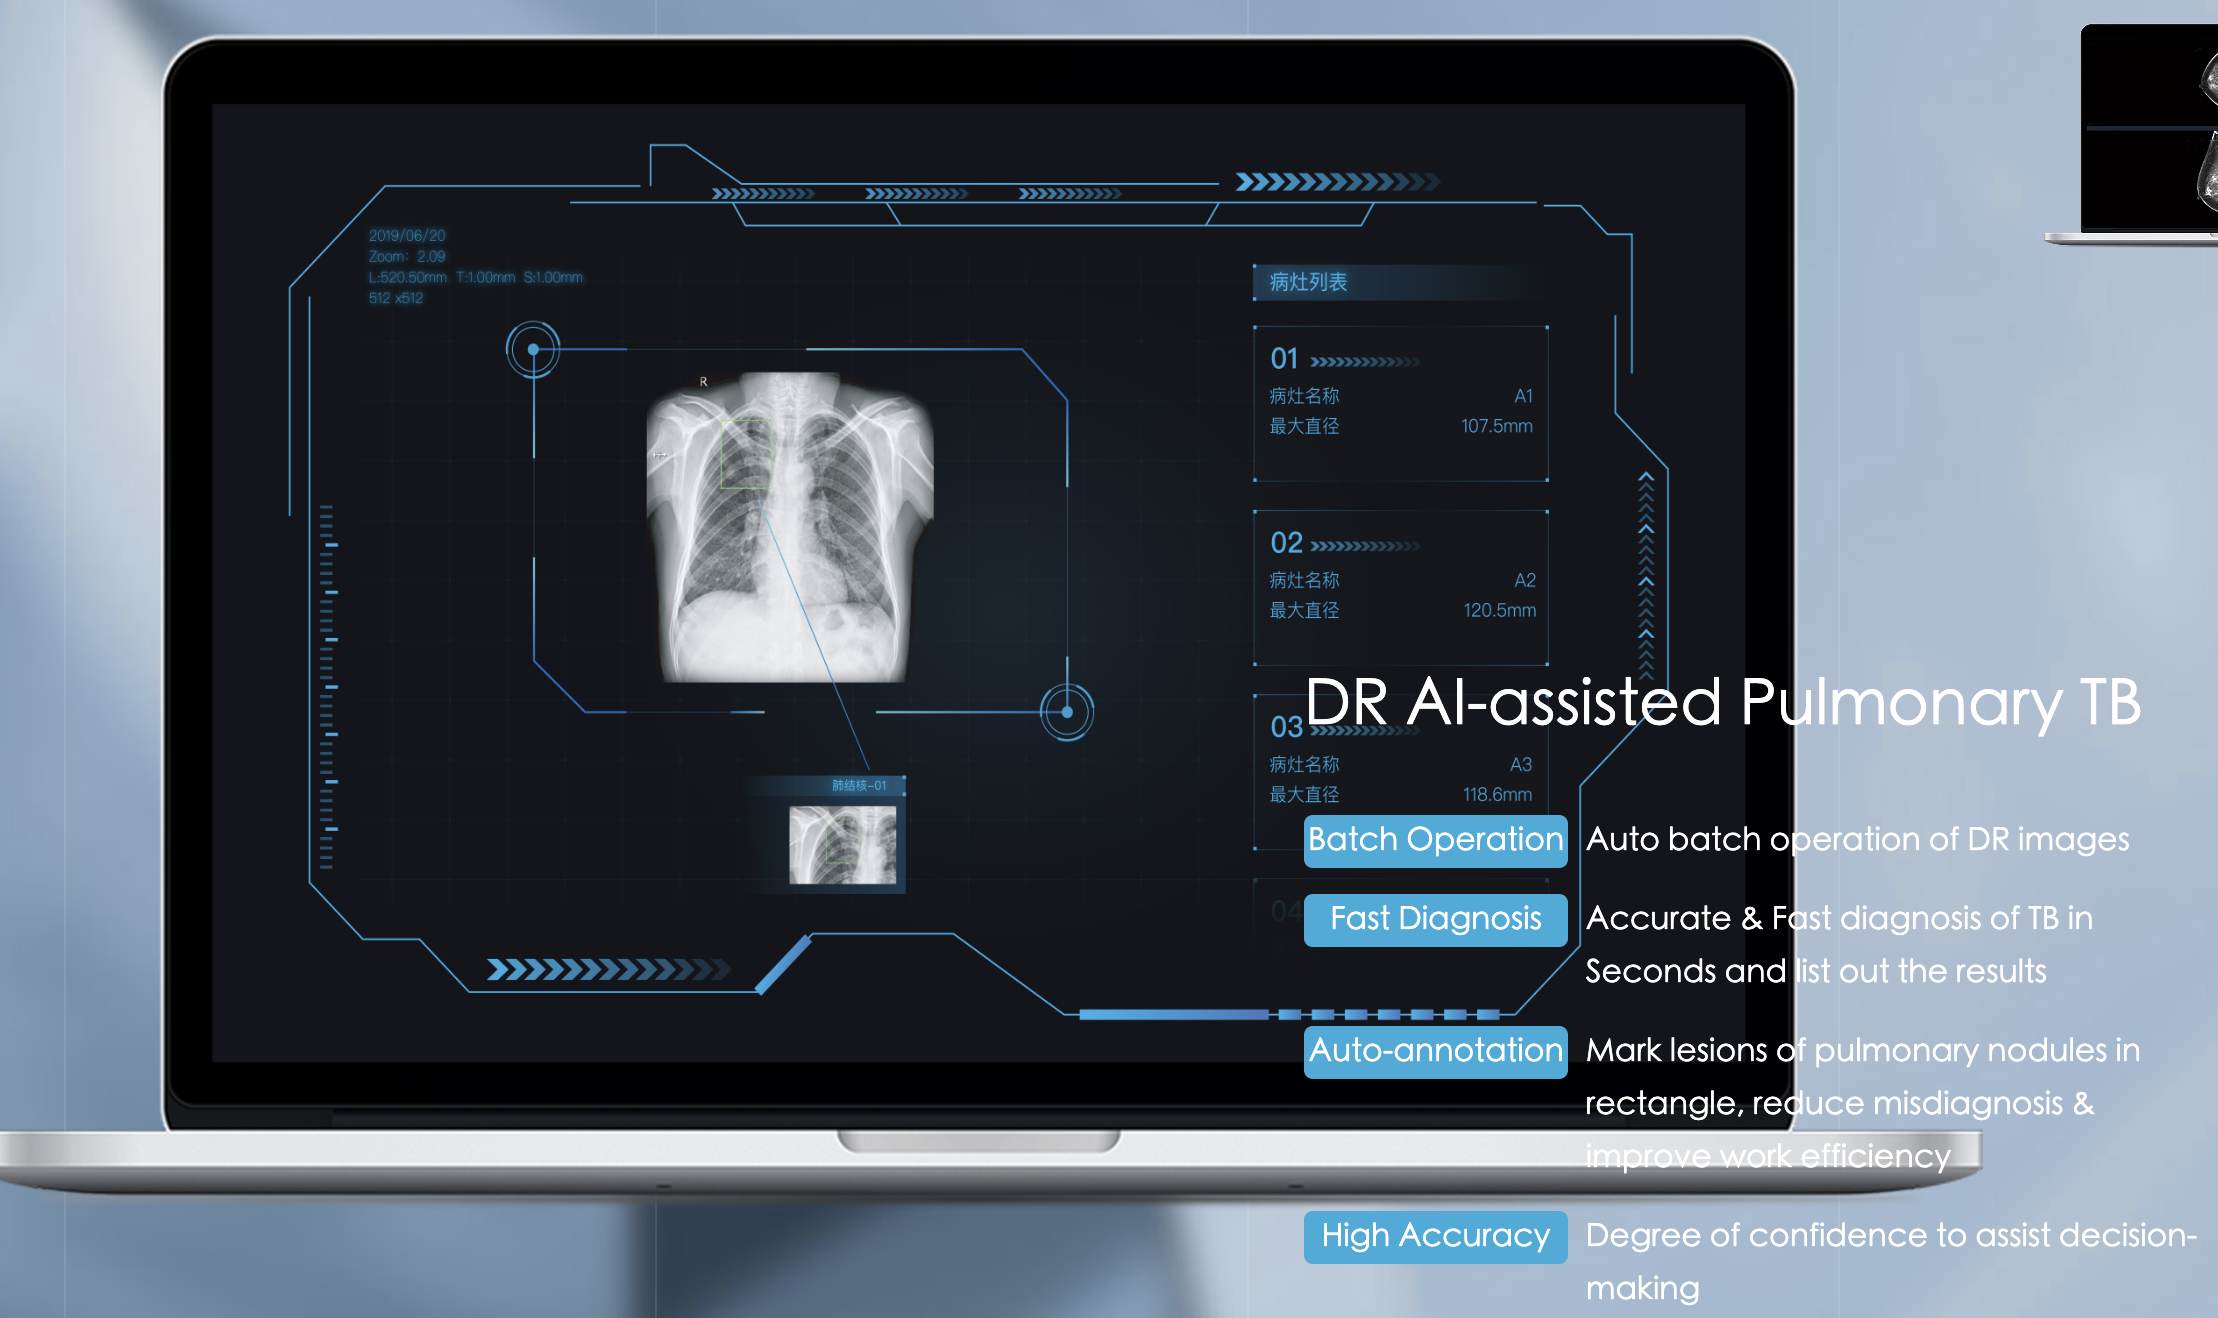 2019/06/20
Zoom: 2.09
L:520.50mm T:1.00mm S:1.00mm
512 x512
R
肺结核-01
病灶列表
01
病灶名称 A1
最大直径 107.5mm
02
病灶名称 A2
最大直径 120.5mm
03
病灶名称 A3
最大直径 118.6mm
04
DR AI-assisted Pulmonary TB
Batch Operation Auto batch operation of DR images
Fast Diagnosis Accurate & Fast diagnosis of TB in
Seconds and list out the results
Auto-annotation Mark lesions of pulmonary nodules in
rectangle, reduce misdiagnosis &
improve work efficiency
High Accuracy Degree of confidence to assist decision-
making